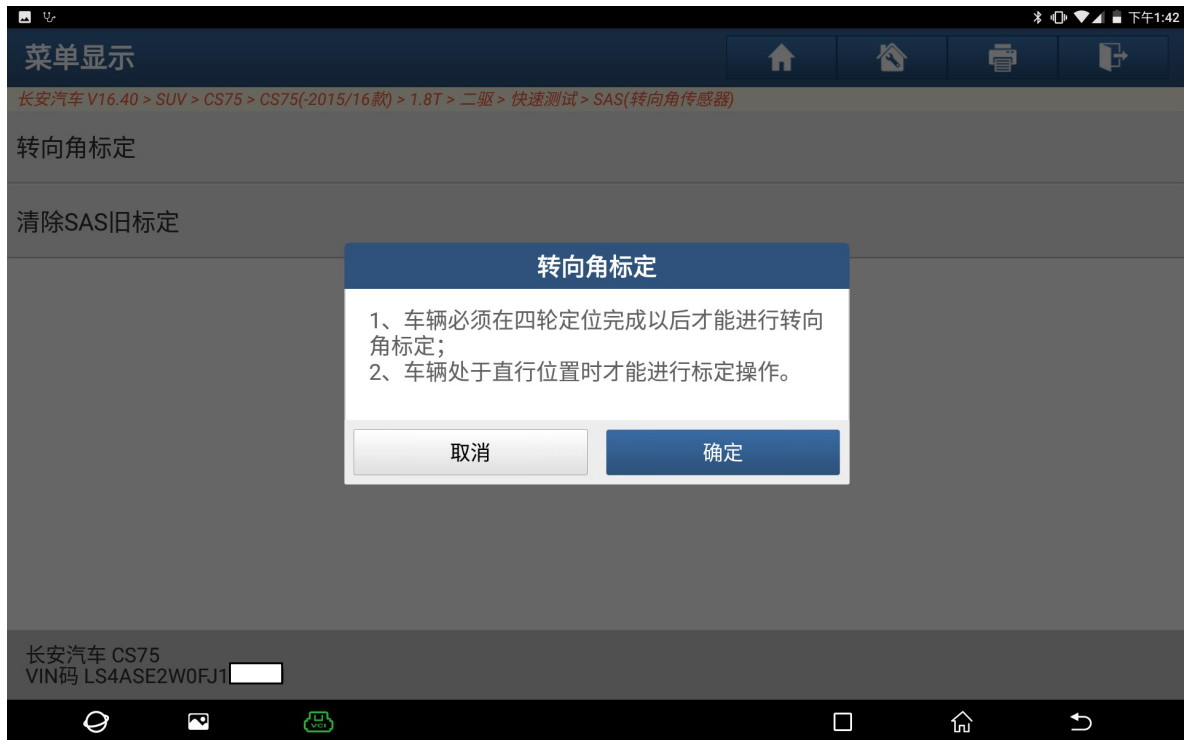 下午1:42
菜单显示
长安汽车 V16.40 > SUV > CS75 > CS75(-2015/16款) > 1.8T > 二驱 > 快速测试 > SAS(转向角传感器)
转向角标定
清除SAS旧标定
转向角标定
1、车辆必须在四轮定位完成以后才能进行转向
角标定；
2、车辆处于直行位置时才能进行标定操作。
取消
确定
长安汽车 CS75
VIN码 LS4ASE2W0FJ1
VCI